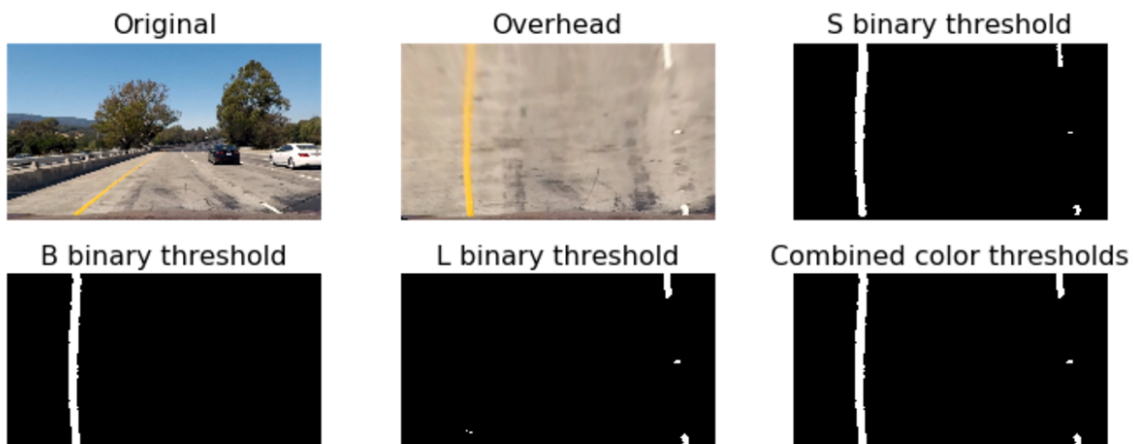 Original
Overhead
S binary threshold
B binary threshold
L binary threshold
Combined color thresholds